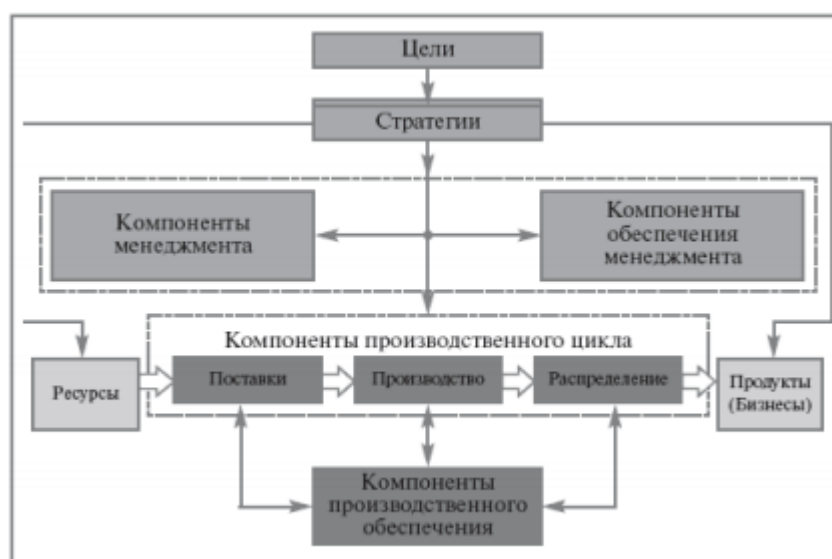 Цели
Стратегии
Компоненты
менеджмента
Компоненты
обеспечения
менеджмента
Компоненты производственного цикла
Ресурсы
Поставки
Производство
Распределение
Продукты
(Бизнесы)
Компоненты
производственного
обеспечения